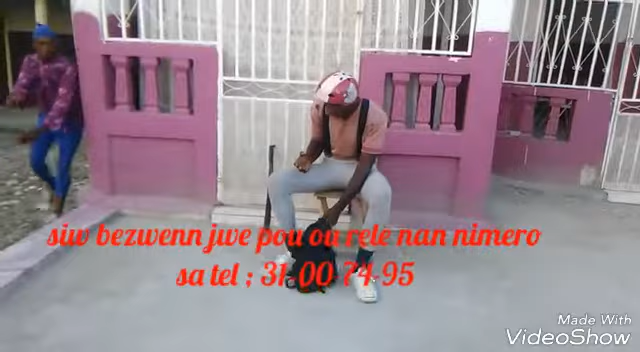 siw bezwenn jwe pou ou rele nan nimero
sa tel ; 31 00 74-95
Made With
VideoShow